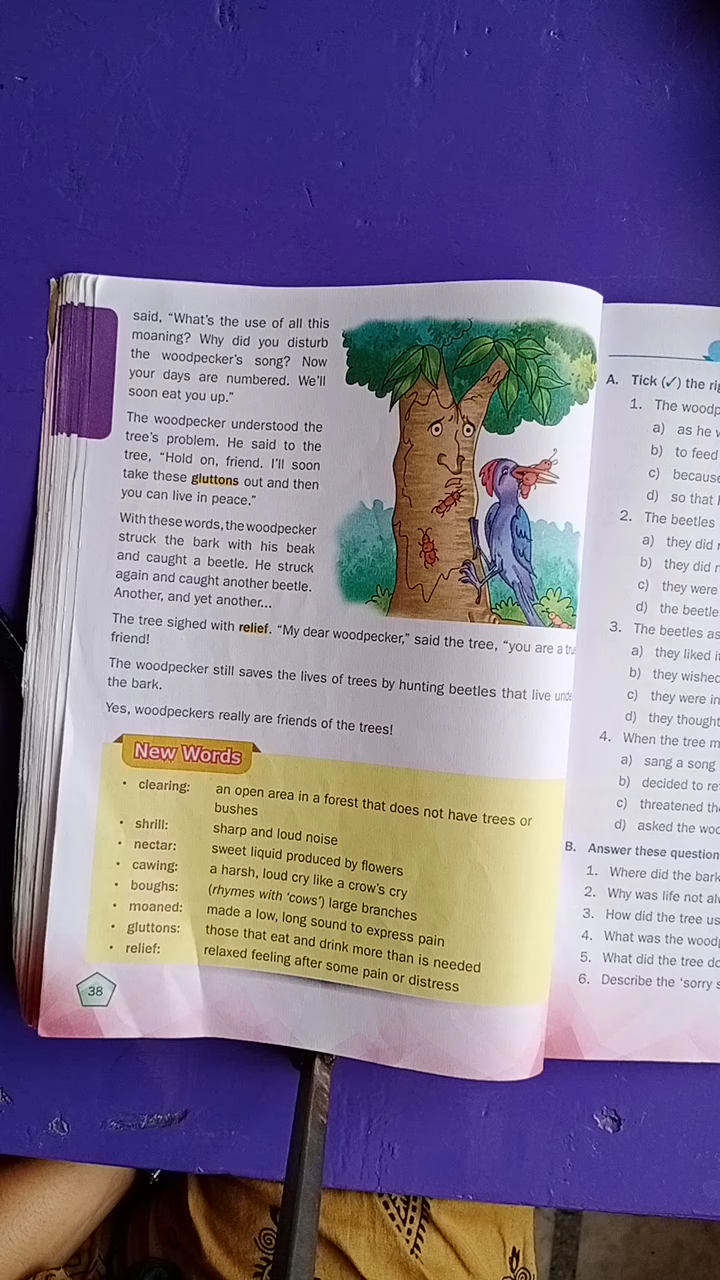 said, “What's the use of all this
moaning? Why did you disturb
the woodpecker's song? Now
your days are numbered. We'll
soon eat you up.”
The woodpecker understood the
tree's problem. He said to the
tree, “Hold on, friend. I'll soon
take these gluttons out and then
you can live in peace.”
With these words, the woodpecker
struck the bark with his beak
and caught a beetle. He struck
again and caught another beetle.
Another, and yet another...
The tree sighed with relief. “My dear woodpecker,” said the tree, “you are a
friend!
The woodpecker still saves the lives of trees by hunting beetles that live
the bark.
Yes, woodpeckers really are friends of the trees!
New Words
• clearing: an open area in a forest that does not have trees or
bushes
• shrill: sharp and loud noise
• nectar: sweet liquid produced by flowers
• cawing: a harsh, loud cry like a crow's cry
• boughs: (rhymes with ‘cows’) large branches
• moaned: made a low, long sound to express pain
• gluttons: those that eat and drink more than is needed
• relief: relaxed feeling after some pain or distress
38
A. Tick (✓) the
1. The
a) as he
b) to feed
c)
d) so that
2. The beetles
a) they did
b) they did
c) they were
d) the
3. The beetles
a) they liked
b) they
c) they were
d) they thought
4. When the tree
a) sang a song
b) decided to
c) threatened
d) asked the
B. Answer these
1. Where did the
2. Why was life not
3. How did the tree
4. What was the
5. What did the tree
6. Describe the ‘sorry